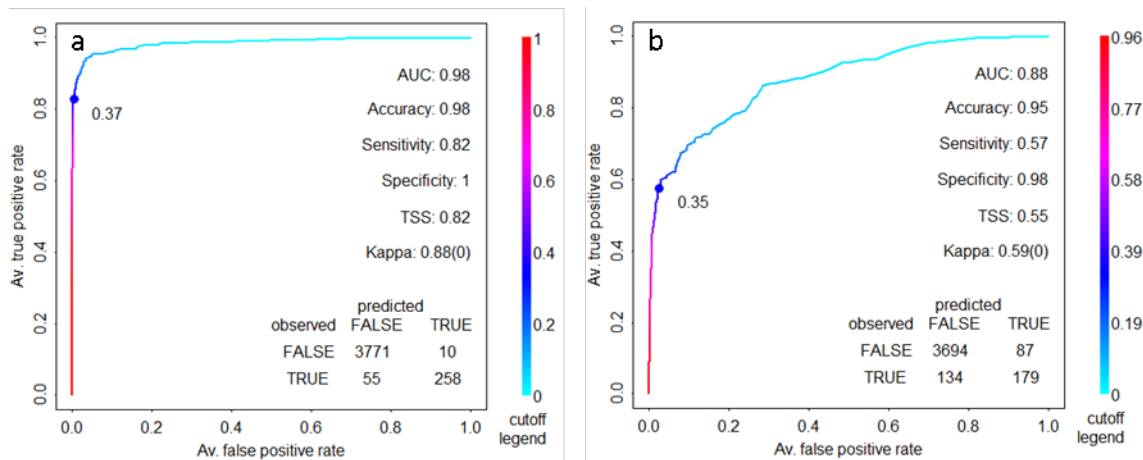 a
AUC: 0.98
Accuracy: 0.98
Sensitivity: 0.82
Specificity: 1
TSS: 0.82
Kappa: 0.88(0)
0.37
predicted
observed FALSE TRUE
FALSE 3771 10
TRUE 55 258
Av. true positive rate
0.0 0.2 0.4 0.6 0.8 1.0
0.0 0.2 0.4 0.6 0.8 1.0
Av. false positive rate
1
0.8
0.6
0.4
0.2
0
cutoff
legend
b
AUC: 0.88
Accuracy: 0.95
Sensitivity: 0.57
Specificity: 0.98
TSS: 0.55
Kappa: 0.59(0)
0.35
predicted
observed FALSE TRUE
FALSE 3694 87
TRUE 134 179
Av. true positive rate
0.0 0.2 0.4 0.6 0.8 1.0
0.0 0.2 0.4 0.6 0.8 1.0
Av. false positive rate
0.96
0.77
0.58
0.39
0.19
0
cutoff
legend